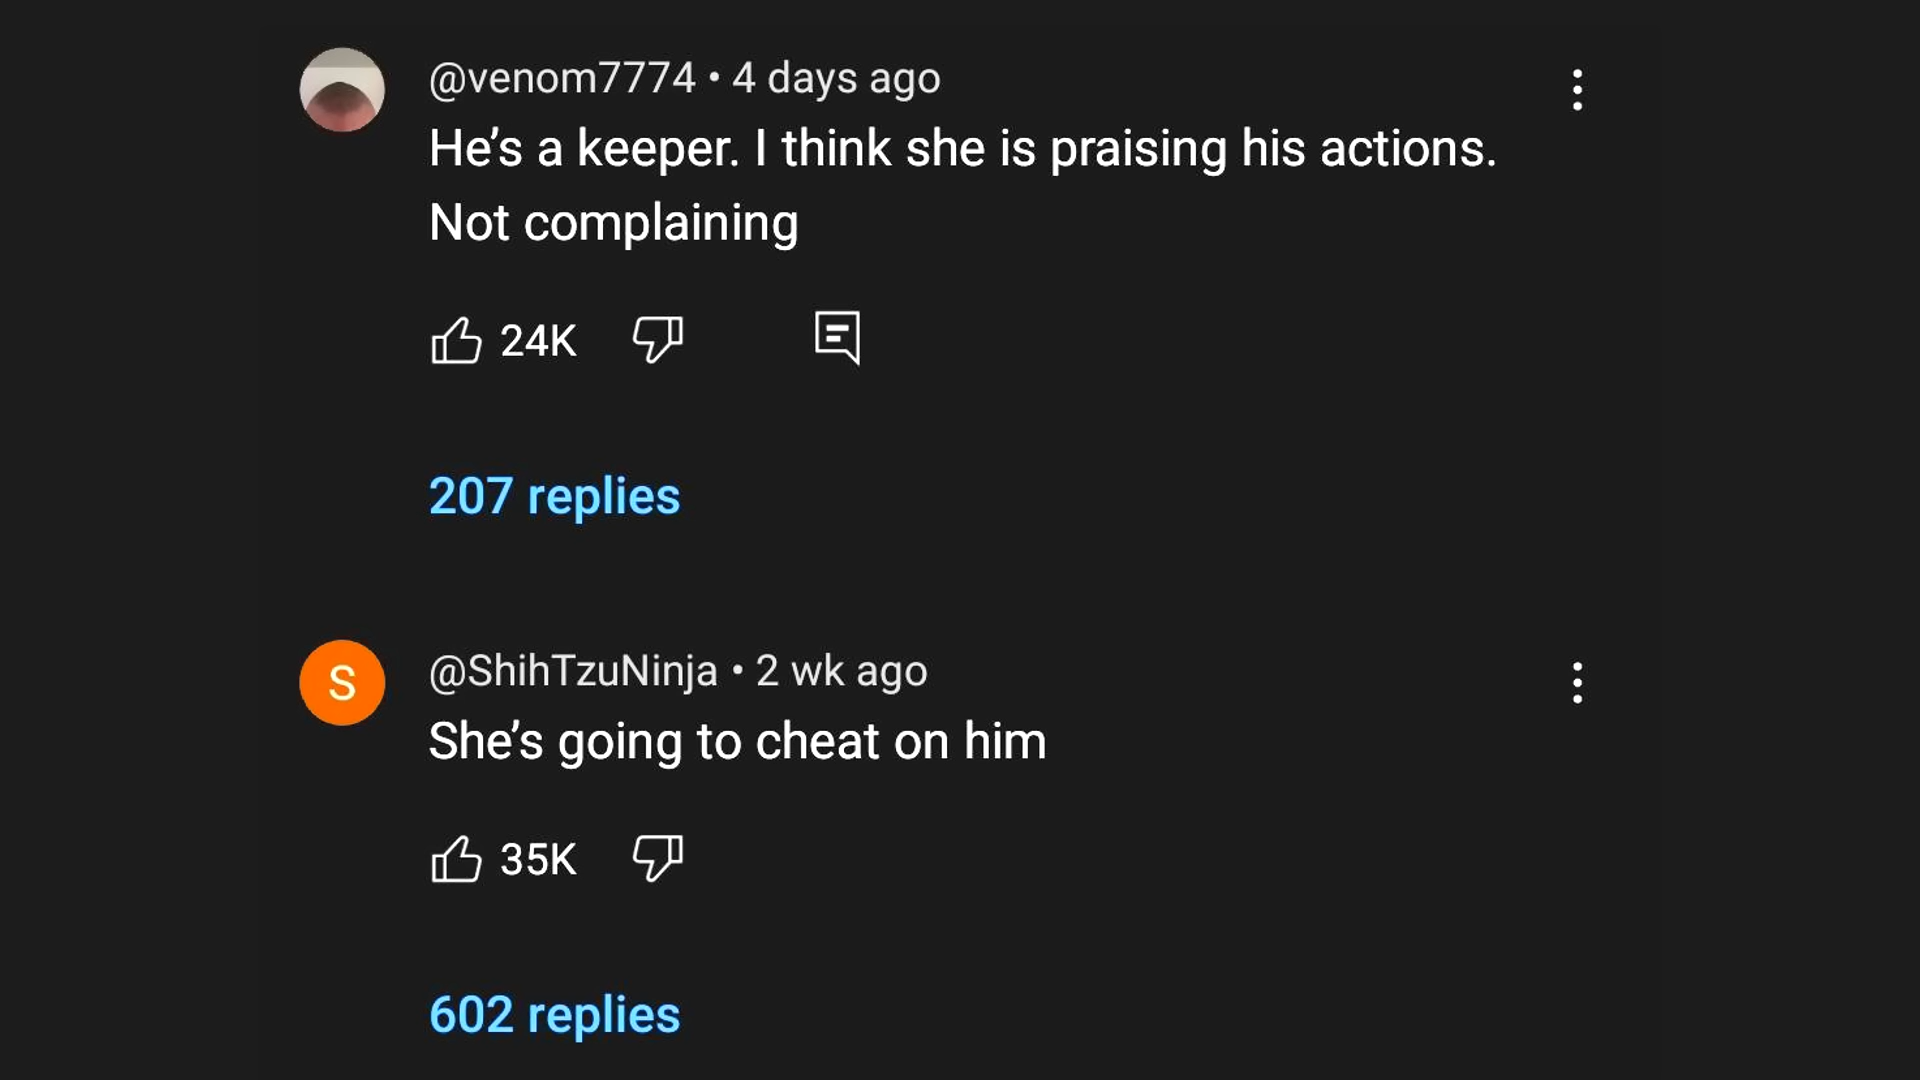 @venom7774 • 4 days ago
He’s a keeper. I think she is praising his actions.
Not complaining
24K
207 replies
S
@ShihTzuNinja • 2 wk ago
She’s going to cheat on him
35K
602 replies